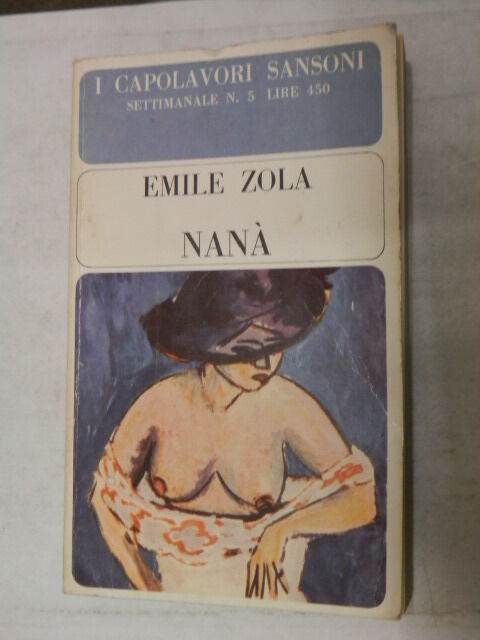 I CAPOLAVORI SANSONI
SETTIMANALE N. 5 LIRE 450
EMILE ZOLA
NANÀ